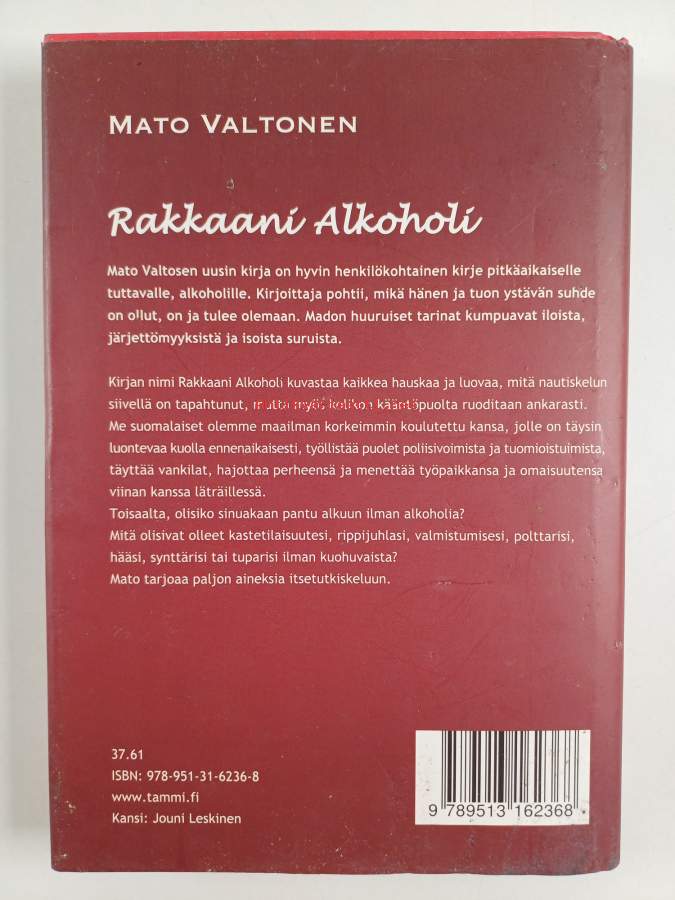 MATO VALTONEN
Rakkaani Alkoholi
Mato Valtosen uusin kirja on hyvin henkilökohtainen kirje pitkäaikaiselle
tuttavalle, alkoholille. Kirjoittaja pohtii, mikä hänen ja tuon ystävän suhde
on ollut, on ja tulee olemaan. Madon huuruiset tarinat kumpuavat iloista,
järjettömyyksistä ja isoista suruista.
Kirjan nimi Rakkaani Alkoholi kuvastaa kaikkea hauskaa ja luovaa, mitä nautiskelun
siivellä on tapahtunut, mutta myös kolikon kääntöpuolta ruoditaan ankarasti.
Me suomalaiset olemme maailman korkeimmin koulutettu kansa, jolle on täysin
luontevaa kuolla ennenaikaisesti, työllistää puolet poliisivoimista ja tuomioistuimista,
täyttää vankilat, hajottaa perheensä ja menettää työpaikkansa ja omaisuutensa
viinan kanssa läträillessä.
Toisaalta, olisiko sinuakaan pantu alkuun ilman alkoholia?
Mitä olisivat olleet kastetilaisuutesi, rippijuhlasi, valmistumisesi, polttarisi,
hääsi, synttärisi tai tuparisi ilman kuohuvaista?
Mato tarjoaa paljon aineksia itsetutkiskeluun.
37.61
ISBN: 978-951-31-6236-8
www.tammi.fi
Kansi: Jouni Leskinen
9 789513 162368